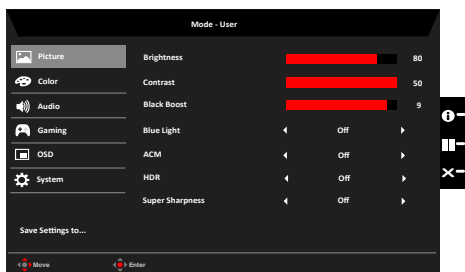 Mode - User
Picture
Brightness 80
Color
Contrast 50
Audio
Black Boost 9
Gaming
Blue Light Off
OSD
ACM Off
System
HDR Off
Super Sharpness Off
Save Settings to...
Move Enter